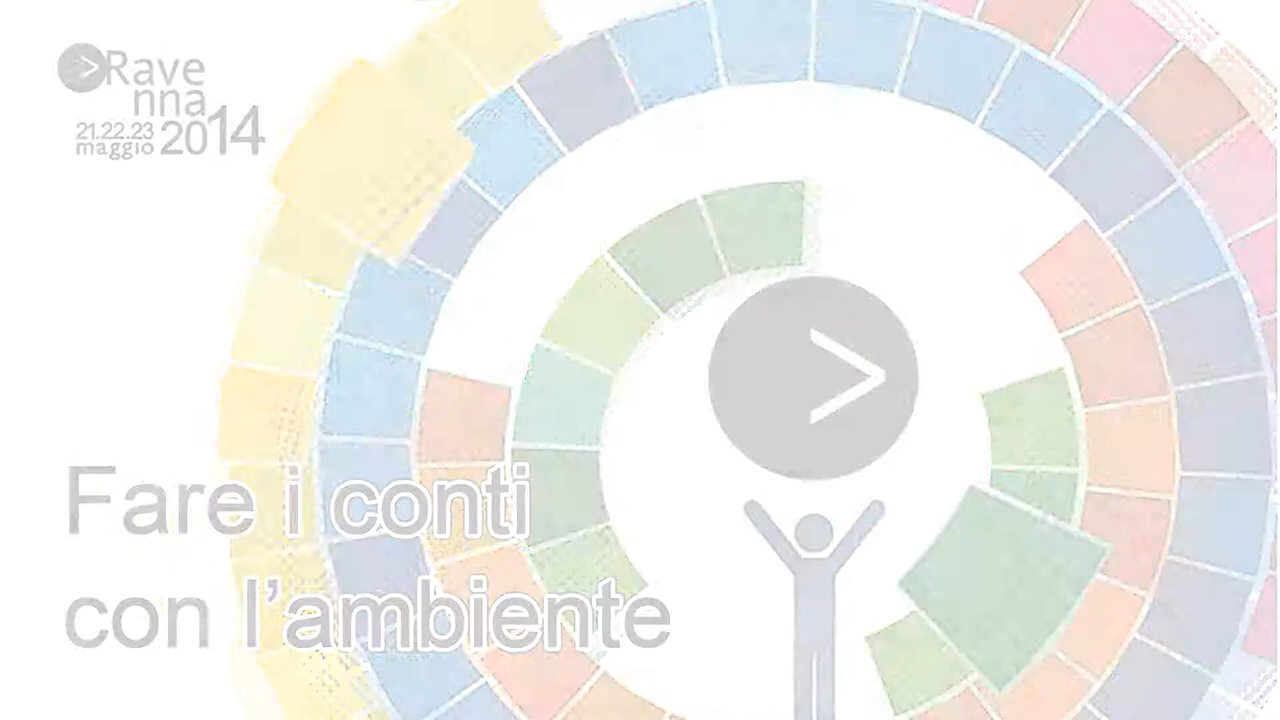 Rave
nna
21.22.23
maggio 2014
Fare i conti
con l'ambiente